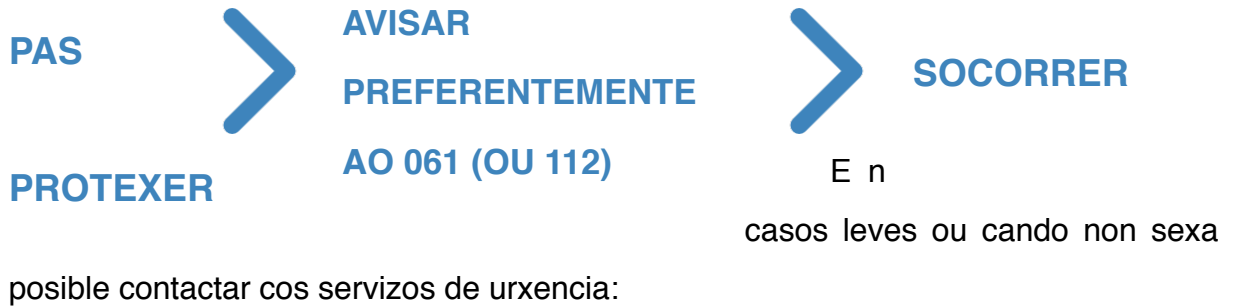 PAS
PROTEXER
AVISAR
PREFERENTEMENTE
AO 061 (OU 112)
SOCORRER
E n
casos leves ou cando non sexa
posible contactar cos servizos de urxencia: